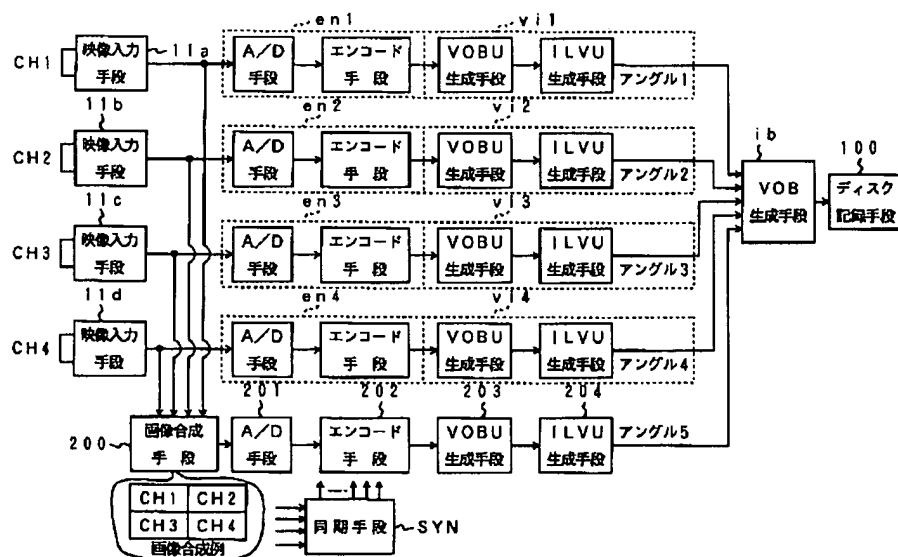 en1
vi1
CH1
映像入力
手段
11a
A/D
手段
エンコード
手 段
VOBU
生成手段
ILVU
生成手段
アングル1
11b
en2
vi2
CH2
映像入力
手段
A/D
手段
エンコード
手 段
VOBU
生成手段
ILVU
生成手段
アングル2
ib
VOB
生成手段
100
ディスク
記録手段
11c
en3
vi3
CH3
映像入力
手段
A/D
手段
エンコード
手 段
VOBU
生成手段
ILVU
生成手段
アングル3
11d
en4
vi4
CH4
映像入力
手段
A/D
手段
エンコード
手 段
VOBU
生成手段
ILVU
生成手段
アングル4
201
202
203
204
200
画像合成
手 段
A/D
手段
エンコード
手 段
VOBU
生成手段
ILVU
生成手段
アングル5
CH1 CH2
CH3 CH4
画像合成例
同期手段
SYN